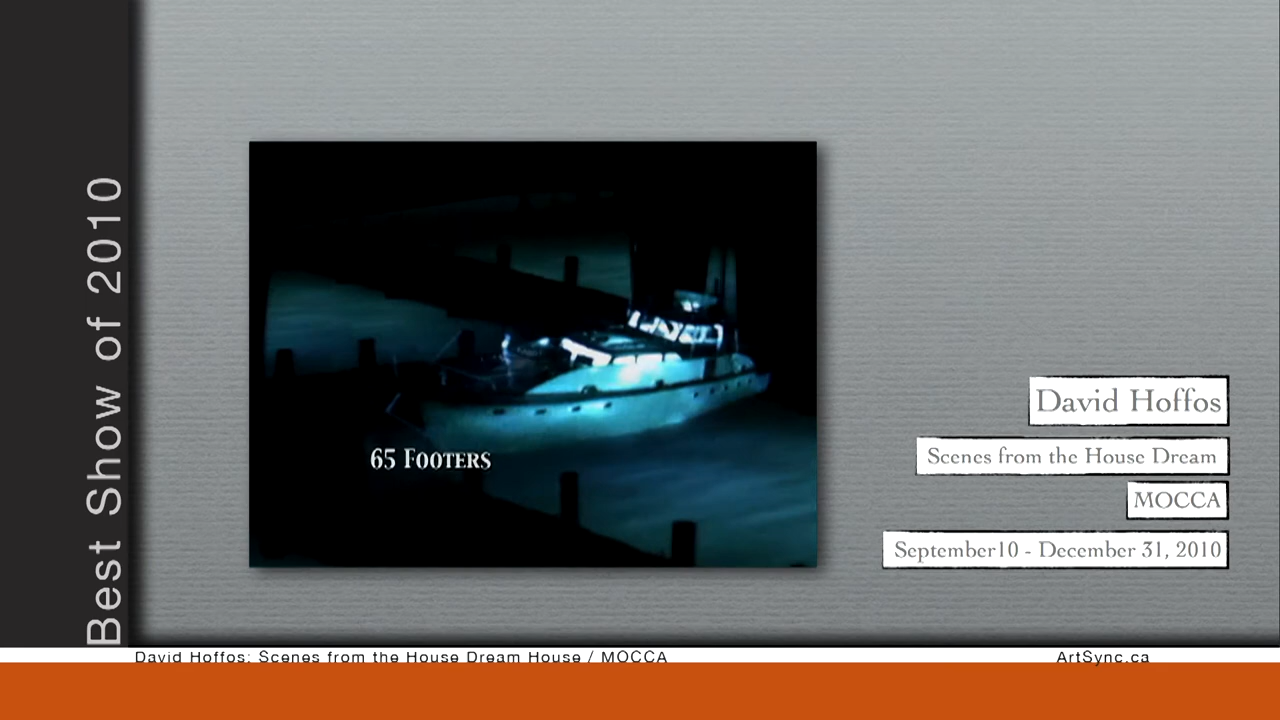 Best Show of 2010
65 Footers
David Hoffos
Scenes from the House Dream
MOCCA
September10 - December 31, 2010
David Hoffos: Scenes from the House Dream House / MOCCA
ArtSync.ca